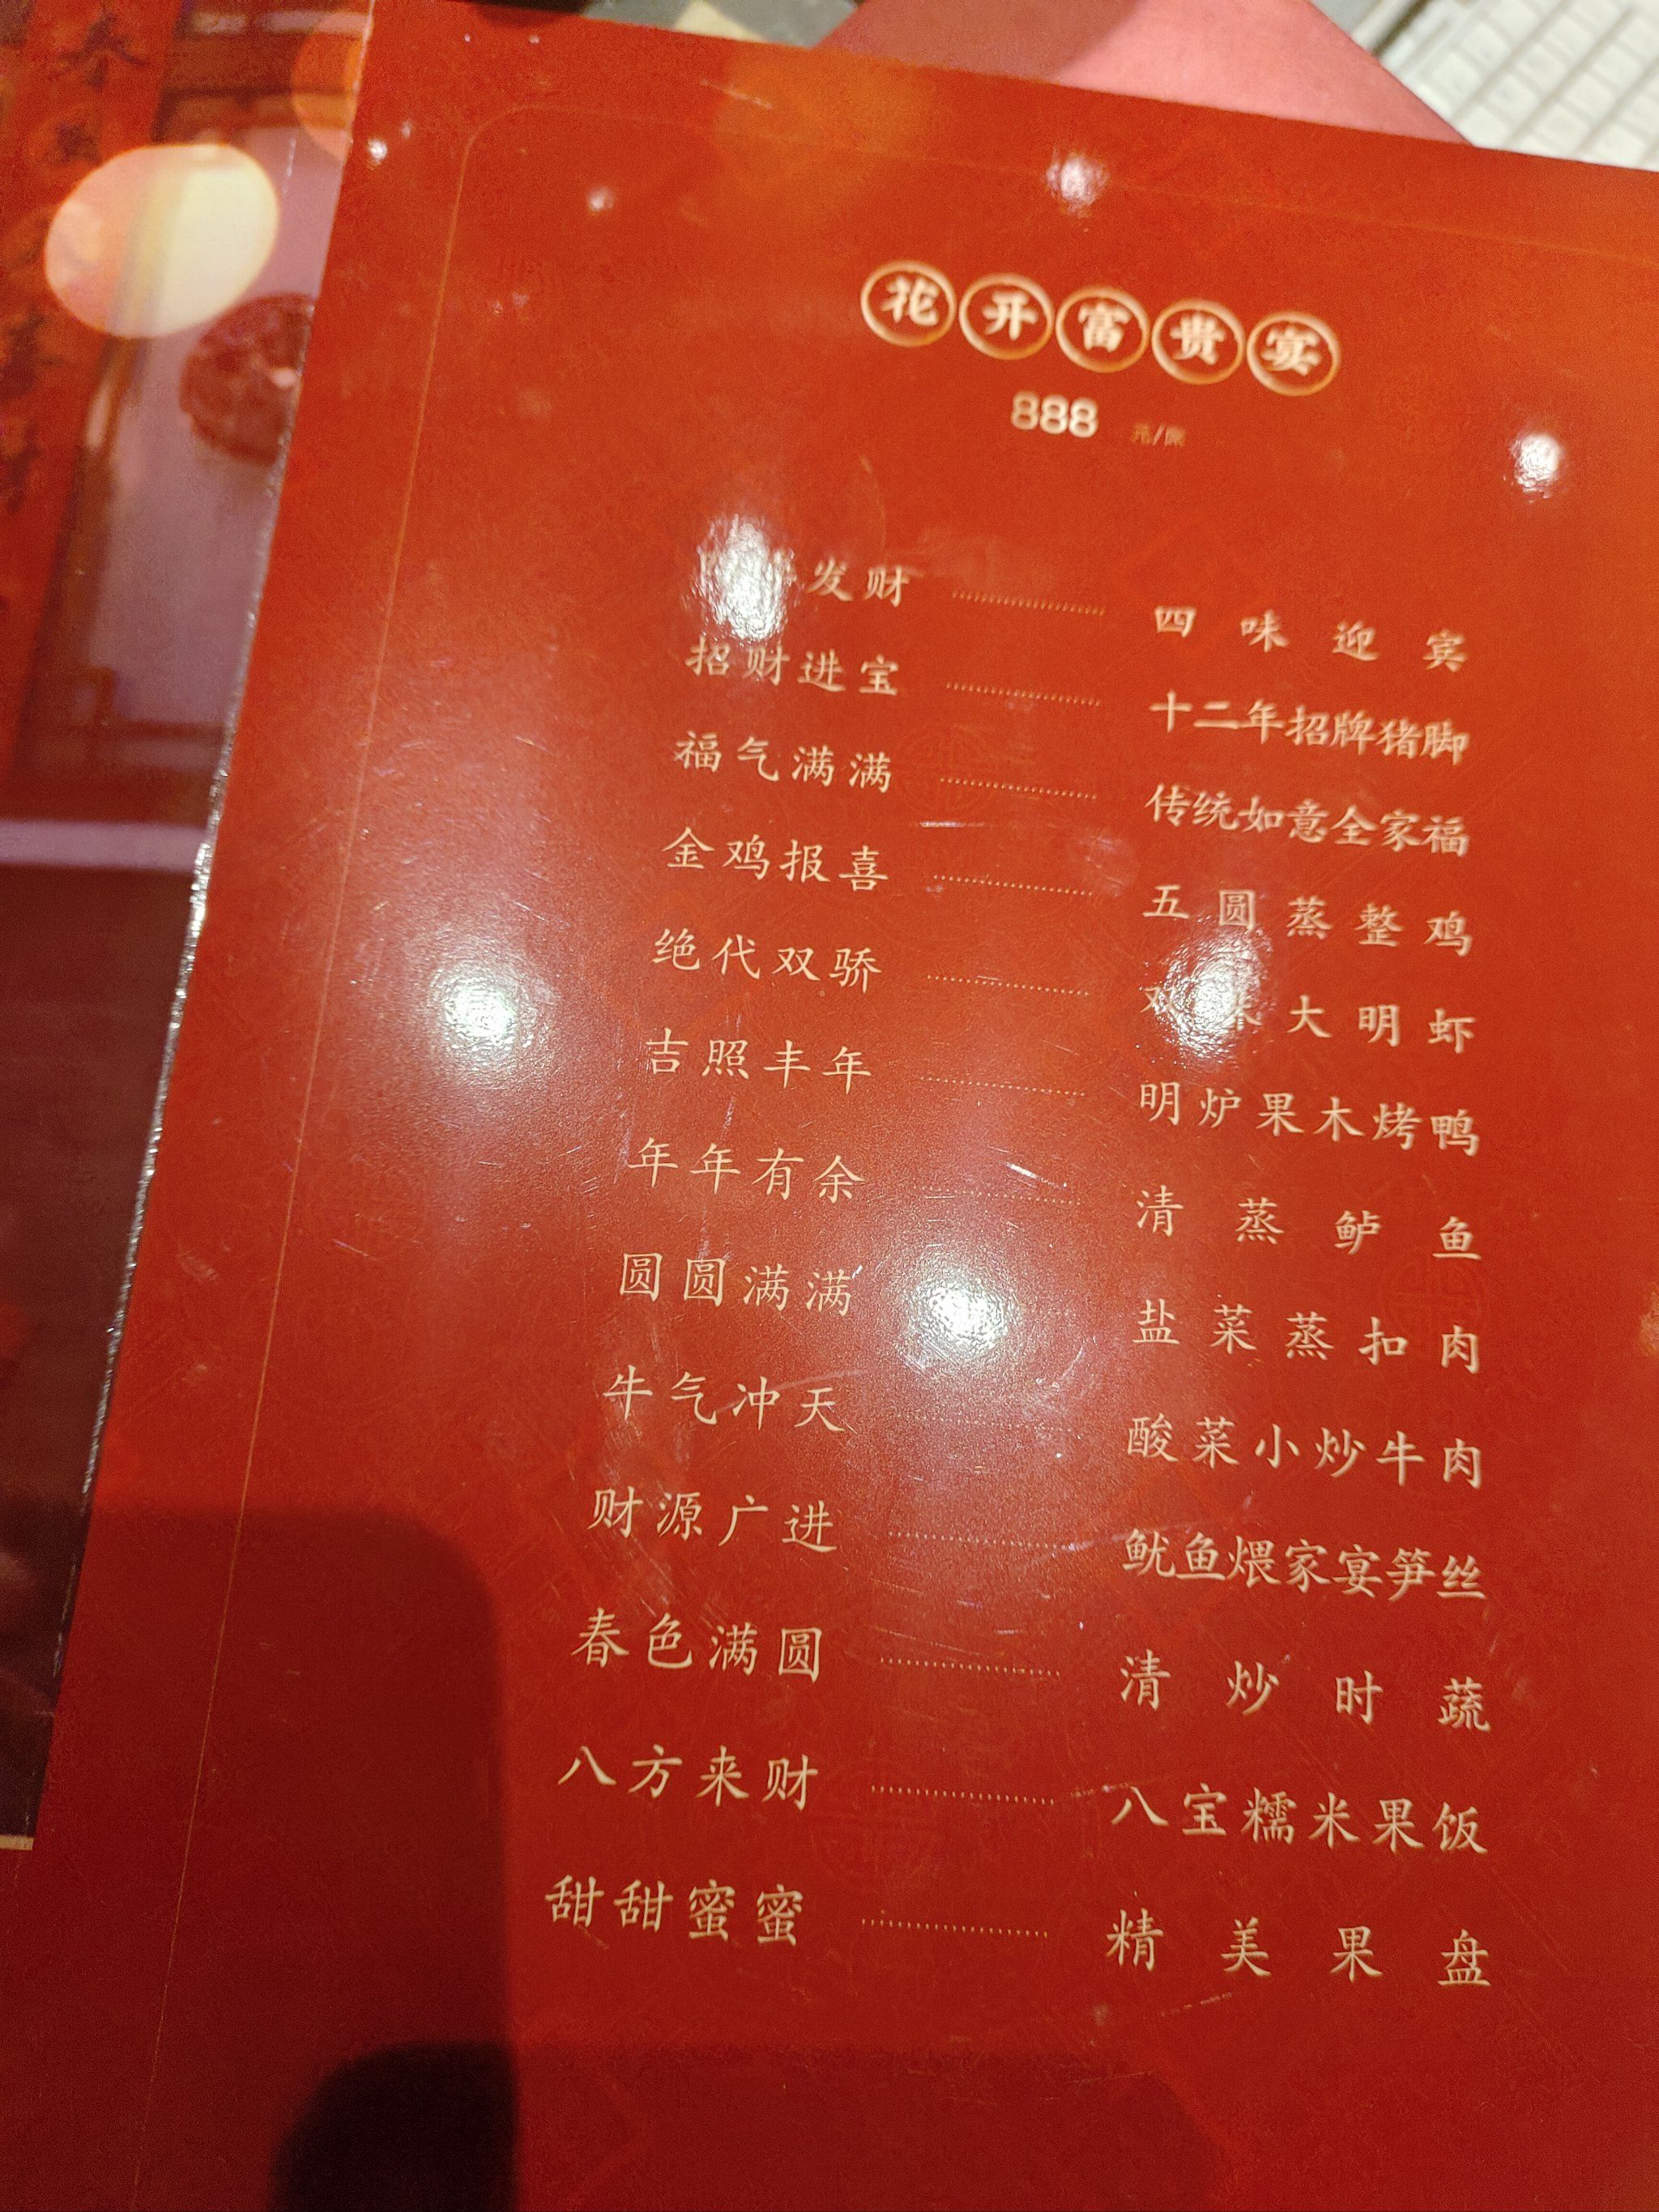 花开富贵宴
888 元/席
发财 四味迎宾
招财进宝 十二年招牌猪脚
福气满满 传统如意全家福
金鸡报喜 五圆蒸整鸡
绝代双骄 双 大明虾
吉照丰年 明炉果木烤鸭
年年有余 清蒸鲈鱼
圆圆满满 盐菜蒸扣肉
牛气冲天 酸菜小炒牛肉
财源广进 鱿鱼煨家宴笋丝
春色满圆 清炒时蔬
八方来财 八宝糯米果饭
甜甜蜜蜜 精美果盘